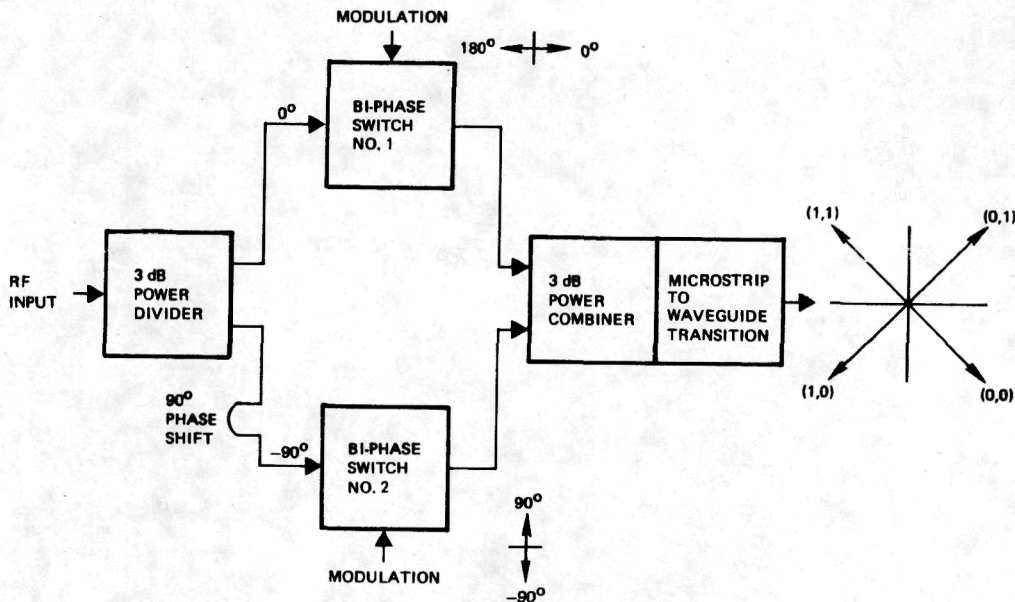 MODULATION
180° 0°
BI-PHASE
SWITCH
NO. 1
0°
(1,1) (0,1)
RF
INPUT
3 dB
POWER
DIVIDER
3 dB
POWER
COMBINER
MICROSTRIP
TO
WAVEGUIDE
TRANSITION
(1,0) (0,0)
90°
PHASE
SHIFT
-90°
BI-PHASE
SWITCH
NO. 2
90°
MODULATION
-90°